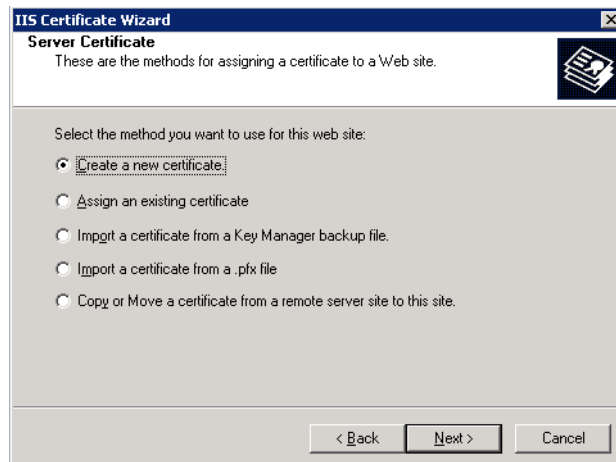 IIS Certificate Wizard
Server Certificate
These are the methods for assigning a certificate to a Web site.
Select the method you want to use for this web site:
Create a new certificate.
Assign an existing certificate
Import a certificate from a Key Manager backup file.
Import a certificate from a .pfx file
Copy or Move a certificate from a remote server site to this site.
< Back
Next >
Cancel